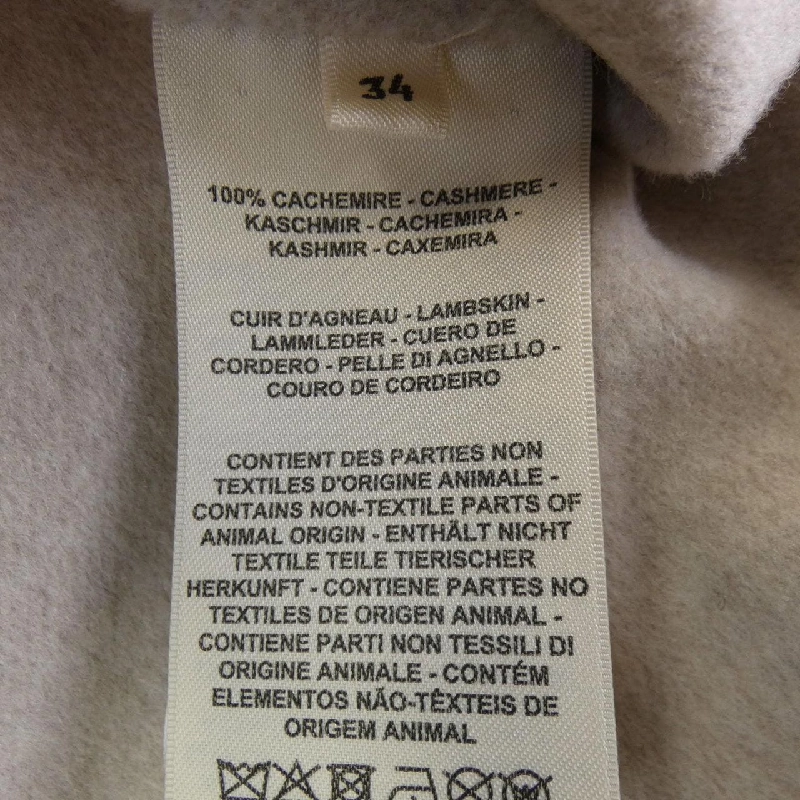 34
100% CACHEMIRE - CASHMERE -
KASCHMIR - CACHEMIRA -
KASHMIR - CAXEMIRA
CUIR D'AGNEAU - LAMBSKIN -
LAMMLEDER - CUERO DE
CORDERO - PELLE DI AGNELLO -
COURO DE CORDEIRO
CONTIENT DES PARTIES NON
TEXTILES D'ORIGINE ANIMALE -
CONTAINS NON-TEXTILE PARTS OF
ANIMAL ORIGIN - ENTHÄLT NICHT
TEXTILE TEILE TIERISCHER
HERKUNFT - CONTIENE PARTES NO
TEXTILES DE ORIGEN ANIMAL -
CONTIENE PARTI NON TESSILI DI
ORIGINE ANIMALE - CONTÉM
ELEMENTOS NÃO-TÊXTEIS DE
ORIGEM ANIMAL